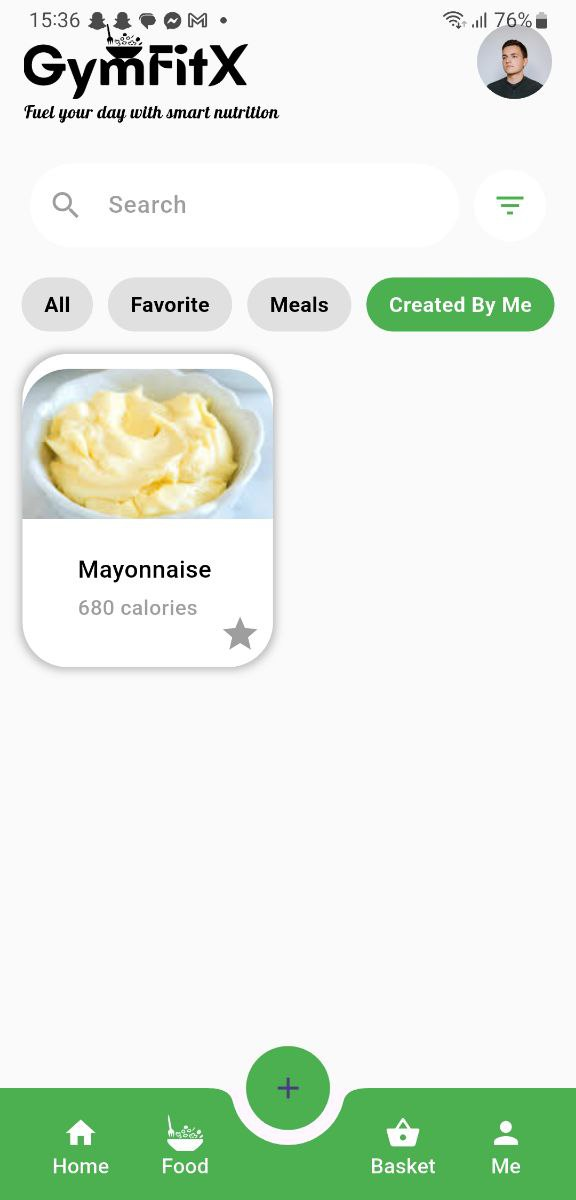 15:36
76%
GymFitX
Fuel your day with smart nutrition
Search
All
Favorite
Meals
Created By Me
Mayonnaise
680 calories
Home
Food
Basket
Me